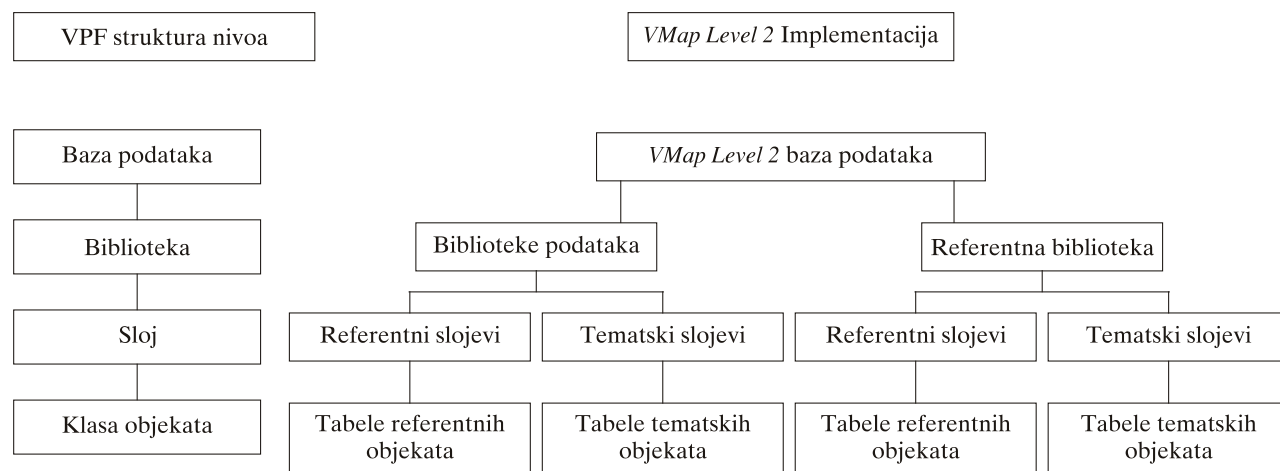 VPF struktura nivoa
VMap Level 2 Implementacija
Baza podataka
VMap Level 2 baza podataka
Biblioteka
Biblioteke podataka
Referentna biblioteka
Sloj
Referentni slojevi
Tematski slojevi
Referentni slojevi
Tematski slojevi
Klasa objekata
Tabele referentnih
objekata
Tabele tematskih
objekata
Tabele referentnih
objekata
Tabele tematskih
objekata